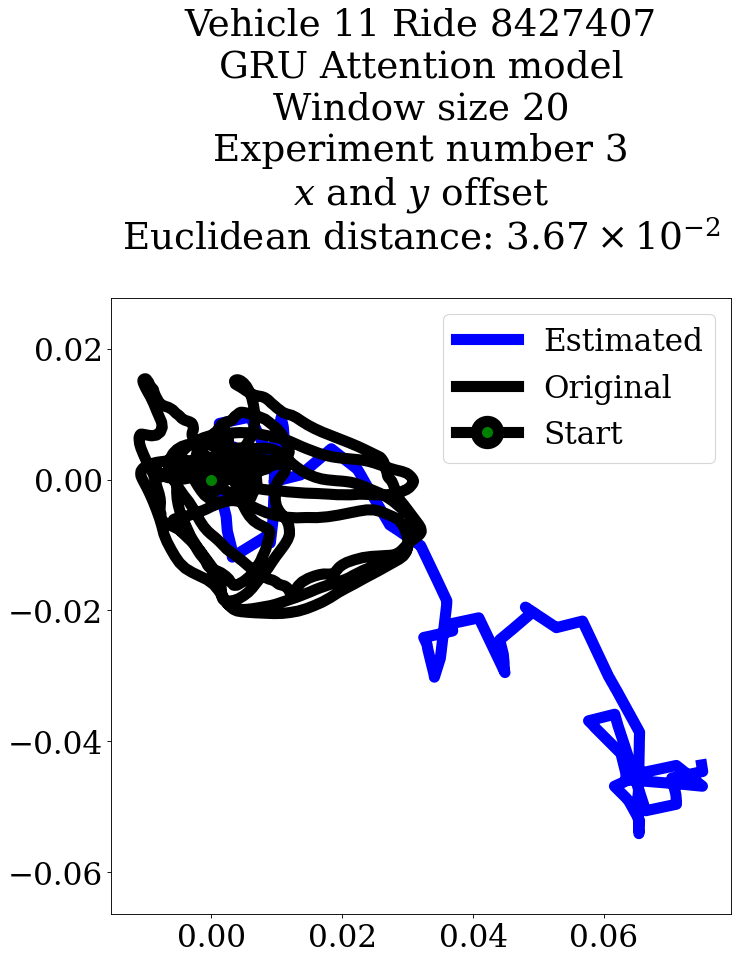 Vehicle 11 Ride 8427407
GRU Attention model
Window size 20
Experiment number 3
x and y offset
Euclidean distance: 3.67 × 10⁻²
Estimated
Original
Start
0.02
0.00
−0.02
−0.04
−0.06
0.00 0.02 0.04 0.06